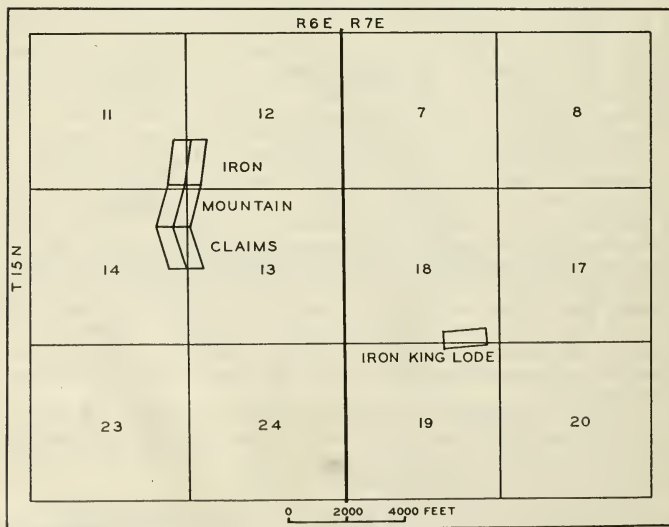 R6E R7E
11 12 7 8
IRON
MOUNTAIN
CLAIMS
T15N
14 13 18 17
IRON KING LODE
23 24 19 20
0 2000 4000 FEET